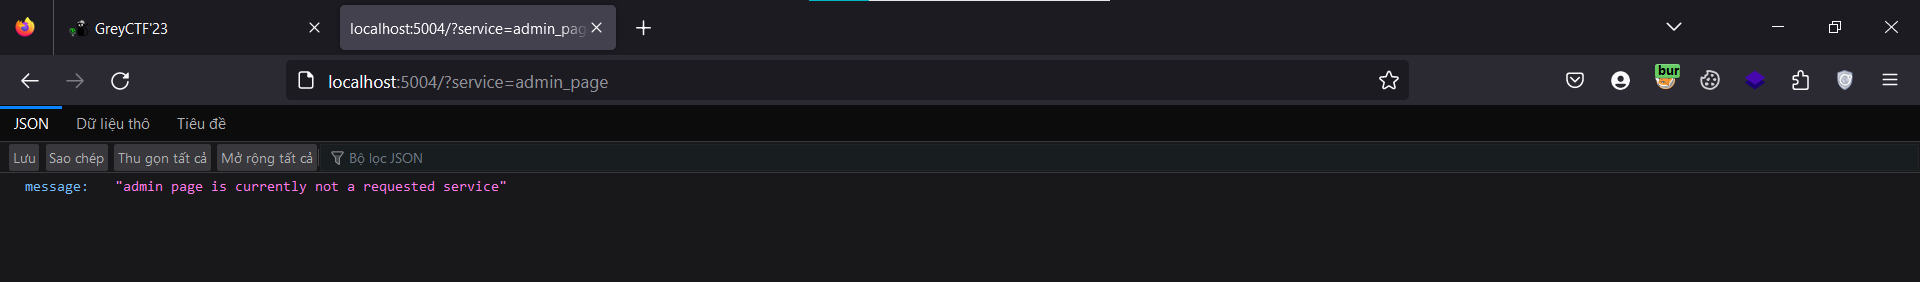 GreyCTF'23
localhost:5004/?service=admin_pag
localhost:5004/?service=admin_page
bur
JSON Dữ liệu thô Tiêu đề
Lưu Sao chép Thu gọn tất cả Mở rộng tất cả Bộ lọc JSON
message: "admin page is currently not a requested service"